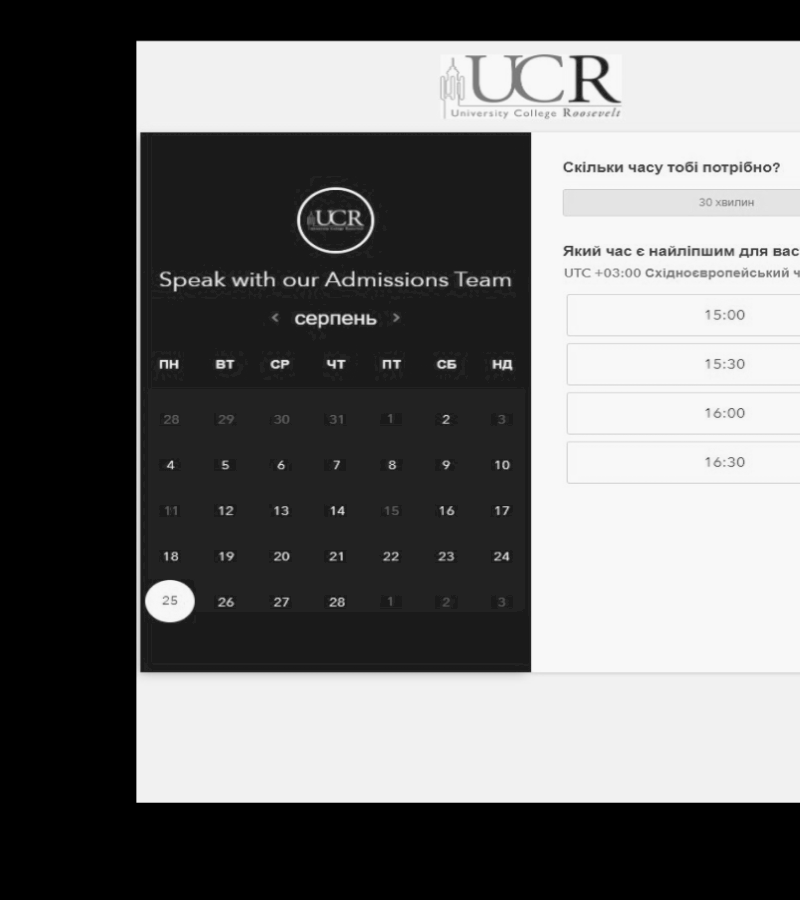 UCR
University College Roosevelt
UCR
Speak with our Admissions Team
< серпень >
ПН ВТ СР ЧТ ПТ СБ НД
28 29 30 31 1 2 3
4 5 6 7 8 9 10
11 12 13 14 15 16 17
18 19 20 21 22 23 24
25 26 27 28 1 2 3
Скільки часу тобі потрібно?
30 хвилин
Який час є найліпшим для вас
UTC +03:00 Східноєвропейський ч
15:00
15:30
16:00
16:30